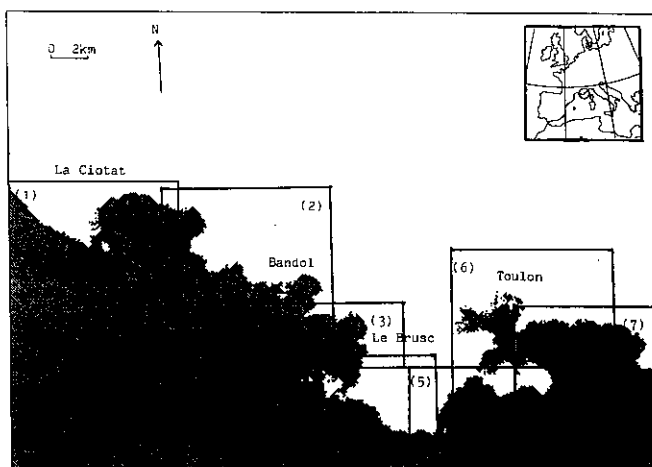 N
0 2km
La Ciotat
(1)
(2)
Bandol
(6)
Toulon
(3)
(7)
Le Brusc
(5)